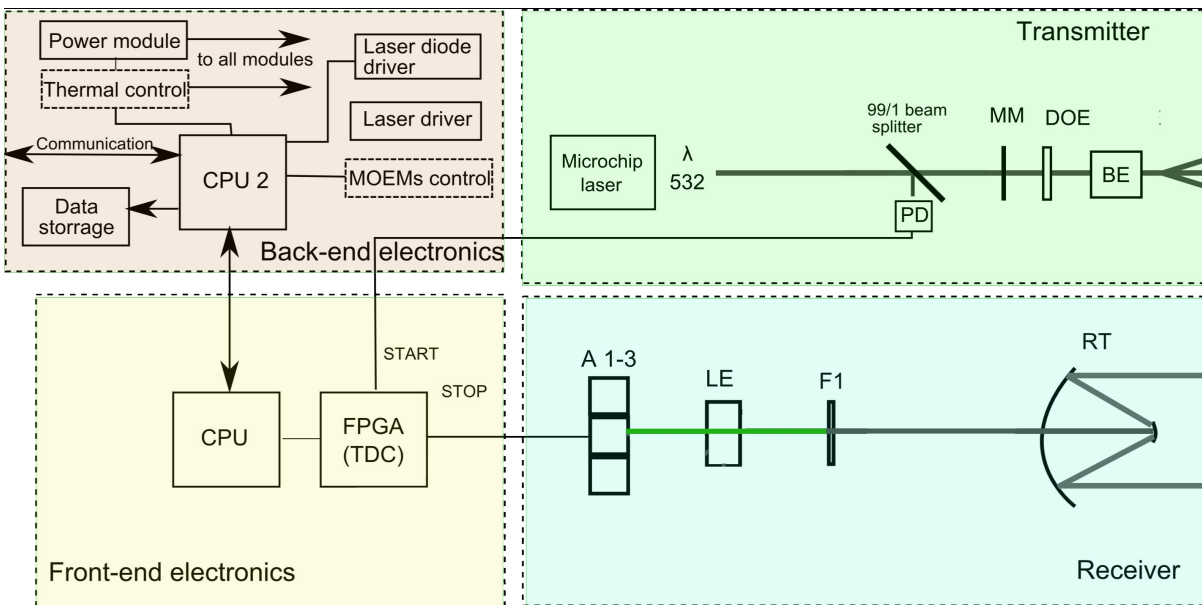 Power module
to all modules
Thermal control
Laser diode
driver
Laser driver
Communication
CPU 2
MOEMs control
Data
storrage
Back-end electronics
Transmitter
99/1 beam
splitter
MM
DOE
Microchip
laser
λ
532
BE
PD
START
STOP
CPU
FPGA
(TDC)
Front-end electronics
A 1-3
LE
F1
RT
Receiver